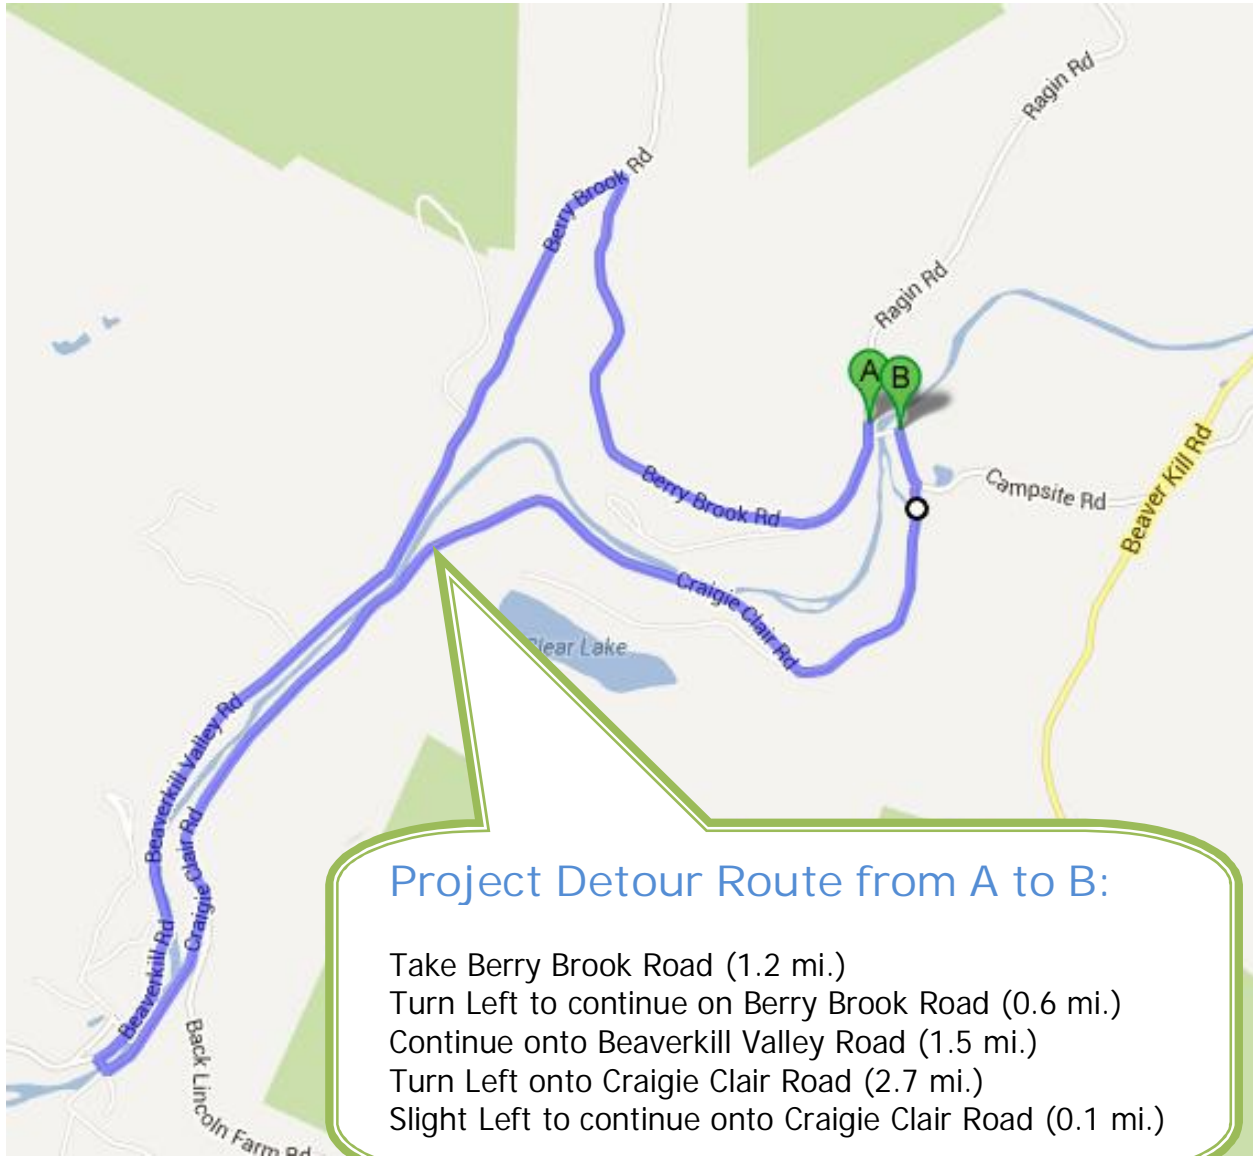 Ragin Rd
Berry Brook Rd
Ragin Rd
A
B
Berry Brook Rd
Campsite Rd
Beaver Kill Rd
Craigie Clair Rd
Clear Lake
Beaverkill Valley Rd
Craigie Clair Rd
Beaverkill Rd
Back Lincoln Farm Rd
Project Detour Route from A to B:
Take Berry Brook Road (1.2 mi.)
Turn Left to continue on Berry Brook Road (0.6 mi.)
Continue onto Beaverkill Valley Road (1.5 mi.)
Turn Left onto Craigie Clair Road (2.7 mi.)
Slight Left to continue onto Craigie Clair Road (0.1 mi.)